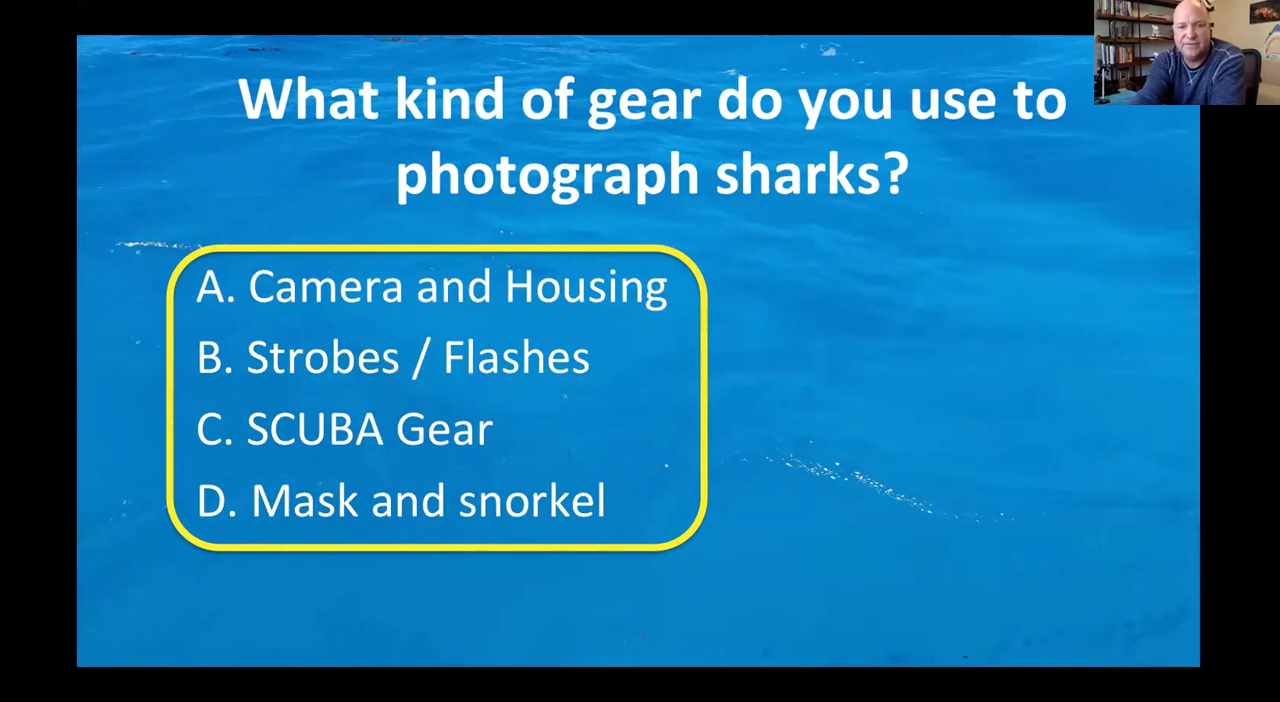 What kind of gear do you use to
photograph sharks?
A. Camera and Housing
B. Strobes / Flashes
C. SCUBA Gear
D. Mask and snorkel